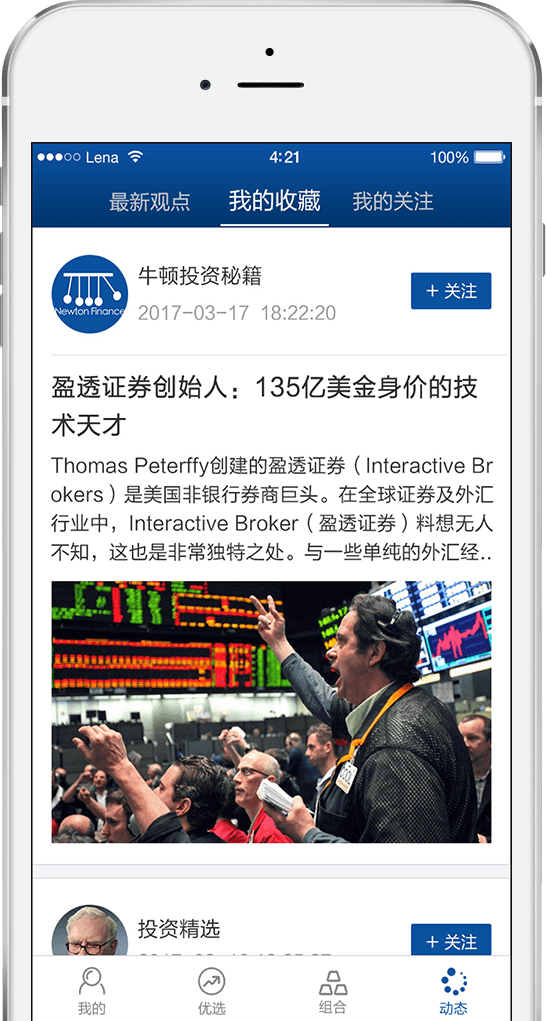 Lena 4:21 100%
最新观点 我的收藏 我的关注
牛顿投资秘籍
Newton Finance
2017-03-17 18:22:20
+ 关注
盈透证券创始人：135亿美金身价的技
术天才
Thomas Peterffy创建的盈透证券（Interactive Br
okers）是美国非银行券商巨头。在全球证券及外汇
行业中，Interactive Broker（盈透证券）料想无人
不知，这也是非常独特之处。与一些单纯的外汇经..
投资精选
+ 关注
我的 优选 组合 动态